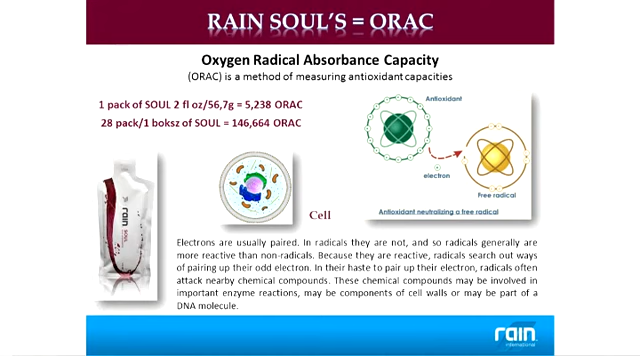 RAIN SOUL'S = ORAC
Oxygen Radical Absorbance Capacity
(ORAC) is a method of measuring antioxidant capacities
1 pack of SOUL 2 fl oz/56,7g = 5,238 ORAC
28 pack/1 boksz of SOUL = 146,664 ORAC
Antioxidant
electron
Free radical
Antioxidant neutralizing a free radical
rain
SOUL
Cell
Electrons are usually paired. In radicals they are not, and so radicals generally are
more reactive than non-radicals. Because they are reactive, radicals search out ways
of pairing up their odd electron. In their haste to pair up their electron, radicals often
attack nearby chemical compounds. These chemical compounds may be involved in
important enzyme reactions, may be components of cell walls or may be part of a
DNA molecule.
rain
international